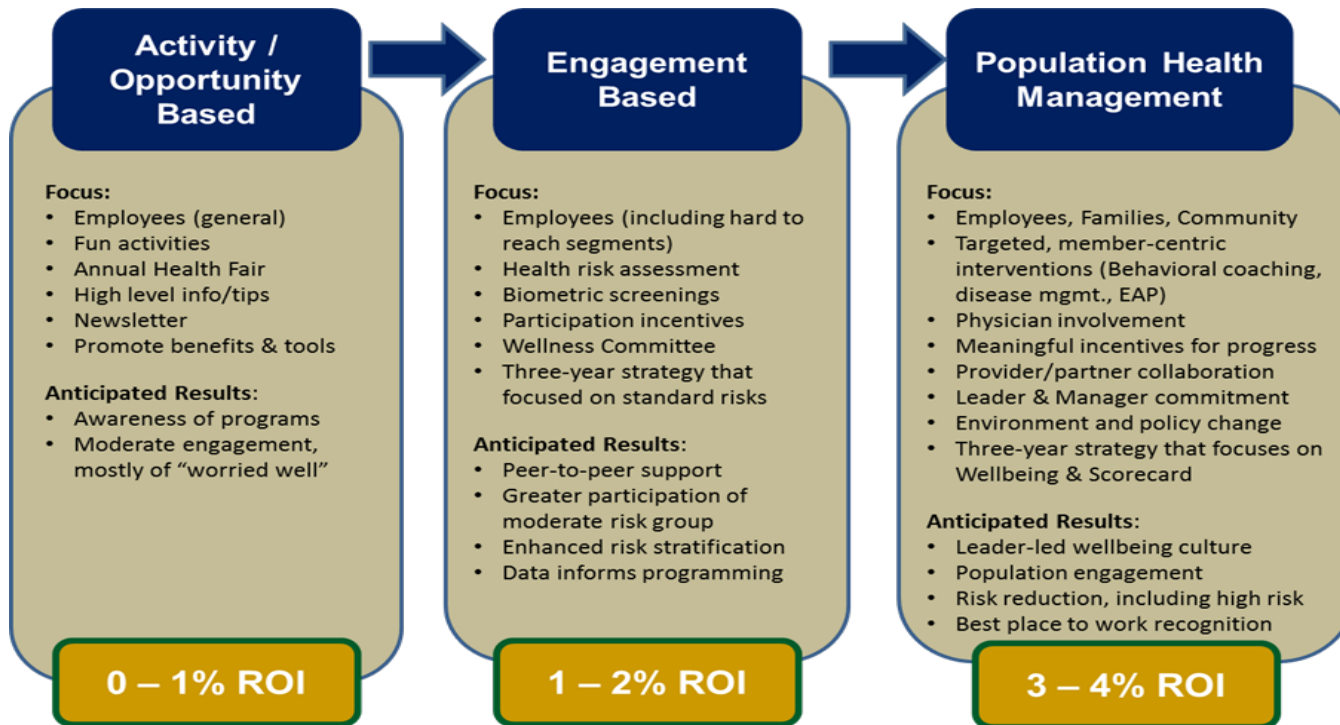 Activity /
Opportunity
Based
Focus:
• Employees (general)
• Fun activities
• Annual Health Fair
• High level info/tips
• Newsletter
• Promote benefits & tools
Anticipated Results:
• Awareness of programs
• Moderate engagement,
mostly of “worried well”
0 – 1% ROI
Engagement
Based
Focus:
• Employees (including hard to
reach segments)
• Health risk assessment
• Biometric screenings
• Participation incentives
• Wellness Committee
• Three-year strategy that
focused on standard risks
Anticipated Results:
• Peer-to-peer support
• Greater participation of
moderate risk group
• Enhanced risk stratification
• Data informs programming
1 – 2% ROI
Population Health
Management
Focus:
• Employees, Families, Community
• Targeted, member-centric
interventions (Behavioral coaching,
disease mgmt., EAP)
• Physician involvement
• Meaningful incentives for progress
• Provider/partner collaboration
• Leader & Manager commitment
• Environment and policy change
• Three-year strategy that focuses on
Wellbeing & Scorecard
Anticipated Results:
• Leader-led wellbeing culture
• Population engagement
• Risk reduction, including high risk
• Best place to work recognition
3 – 4% ROI